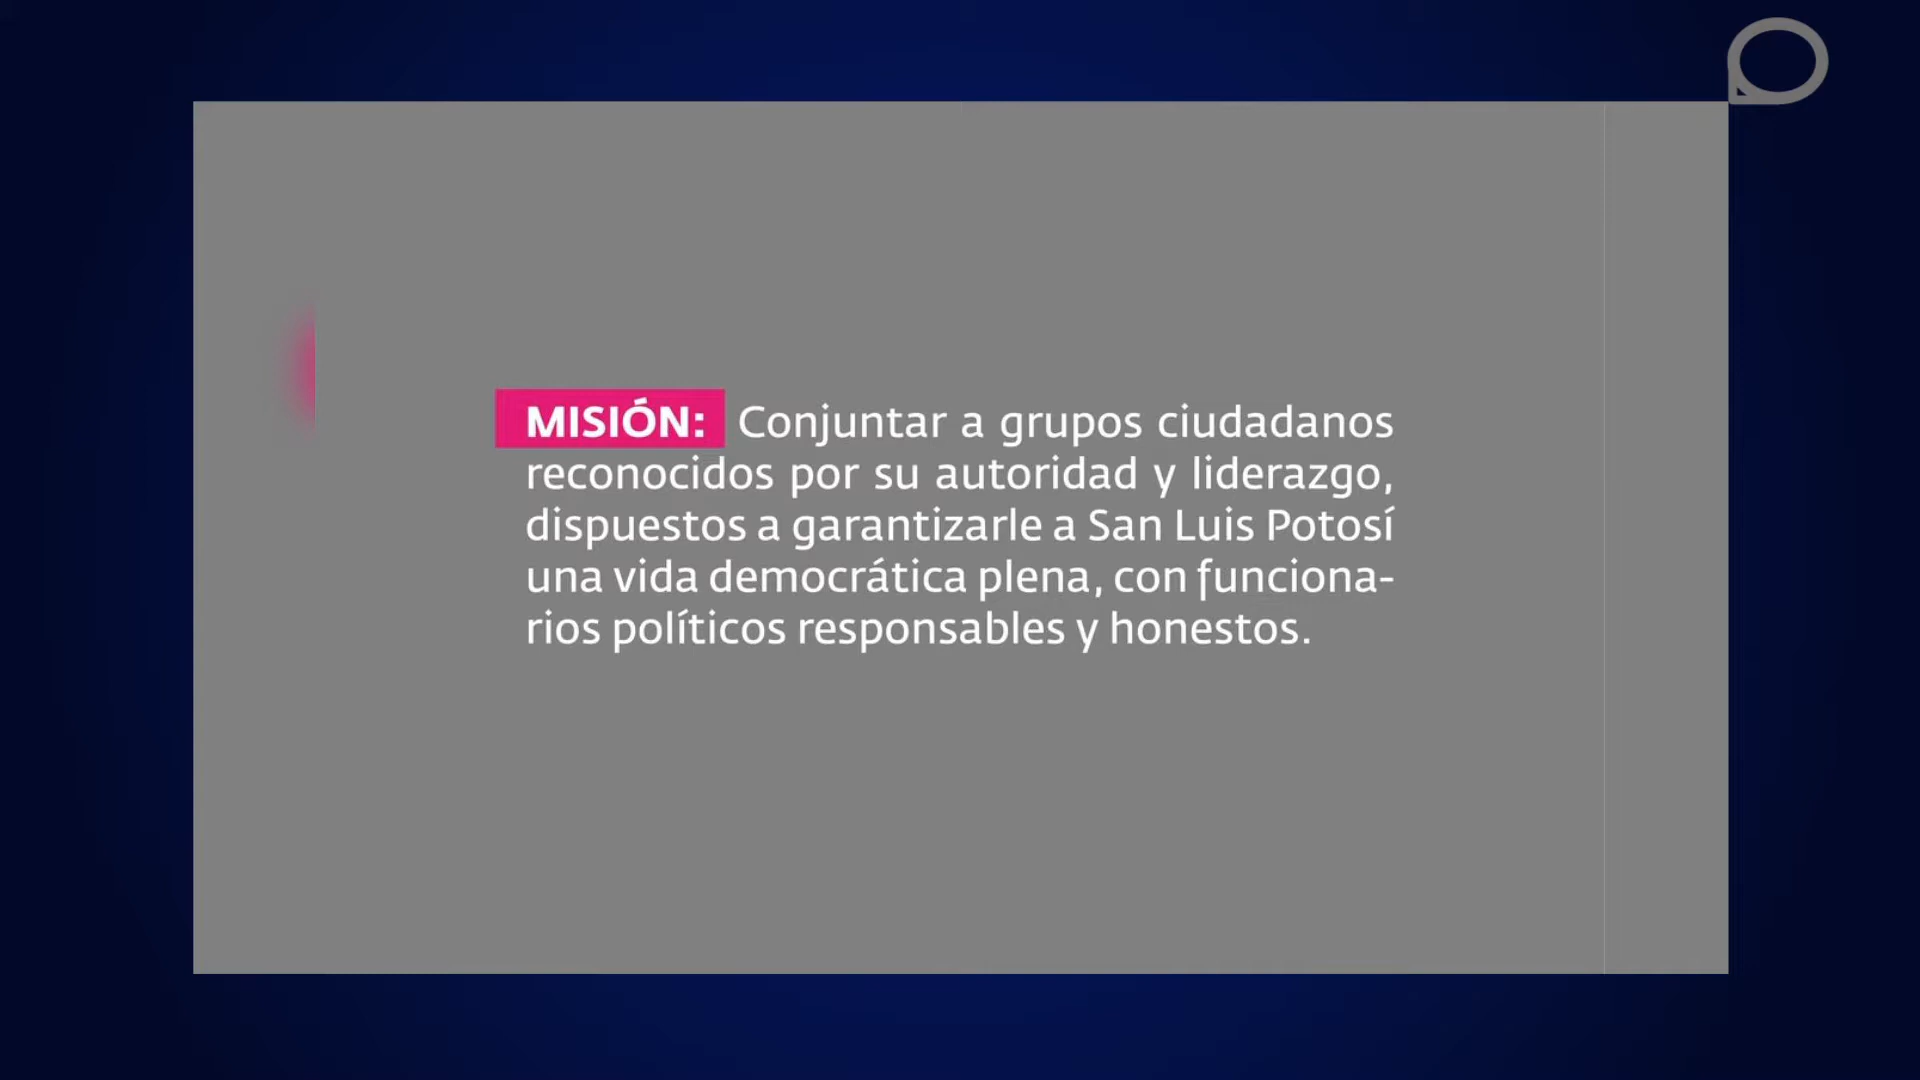 MISIÓN: Conjuntar a grupos ciudadanos
reconocidos por su autoridad y liderazgo,
dispuestos a garantizarle a San Luis Potosí
una vida democrática plena, con funciona-
rios políticos responsables y honestos.